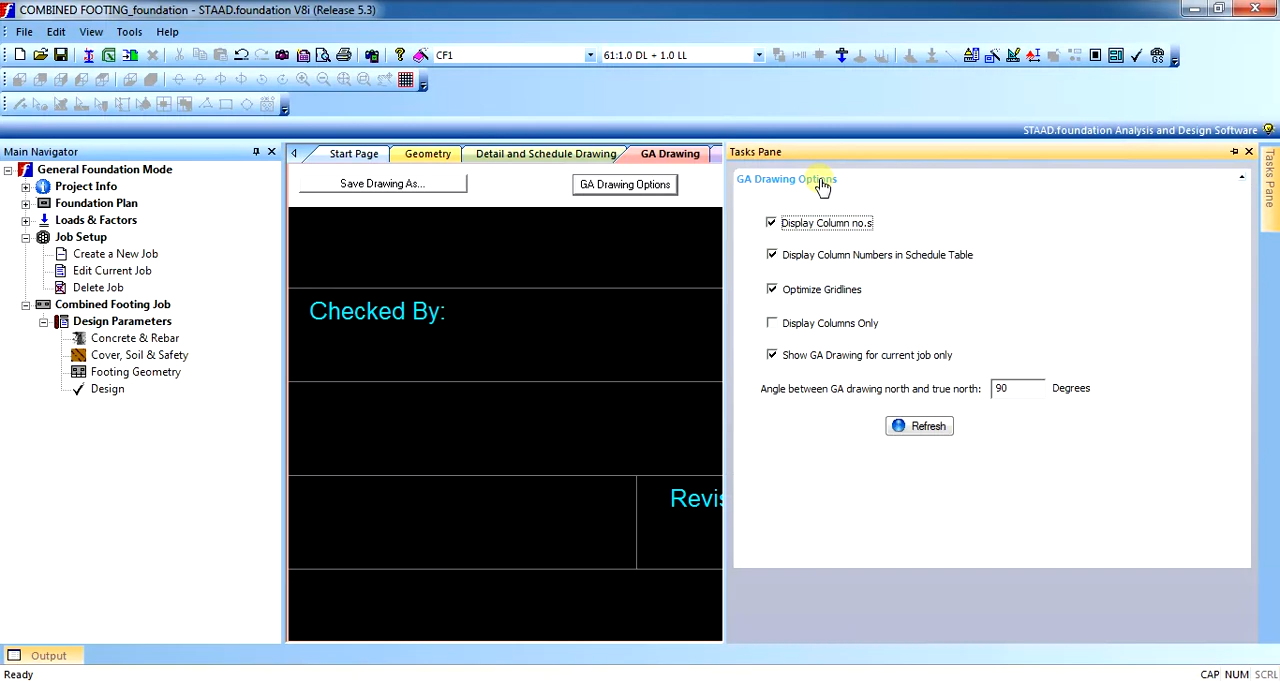 COMBINED FOOTING_foundation - STAAD.foundation V8i (Release 5.3)
File Edit View Tools Help
CF1
61:1.0 DL + 1.0 LL
STAAD.foundation Analysis and Design Software
Main Navigator
General Foundation Mode
Project Info
Foundation Plan
Loads & Factors
Job Setup
Create a New Job
Edit Current Job
Delete Job
Combined Footing Job
Design Parameters
Concrete & Rebar
Cover, Soil & Safety
Footing Geometry
Design
Start Page
Geometry
Detail and Schedule Drawing
GA Drawing
Save Drawing As...
GA Drawing Options
Checked By:
Revis
Tasks Pane
GA Drawing Options
Display Column no.s
Display Column Numbers in Schedule Table
Optimize Gridlines
Display Columns Only
Show GA Drawing for current job only
Angle between GA drawing north and true north: 90 Degrees
Refresh
Tasks Pane
Output
Ready
CAP NUM SCRL